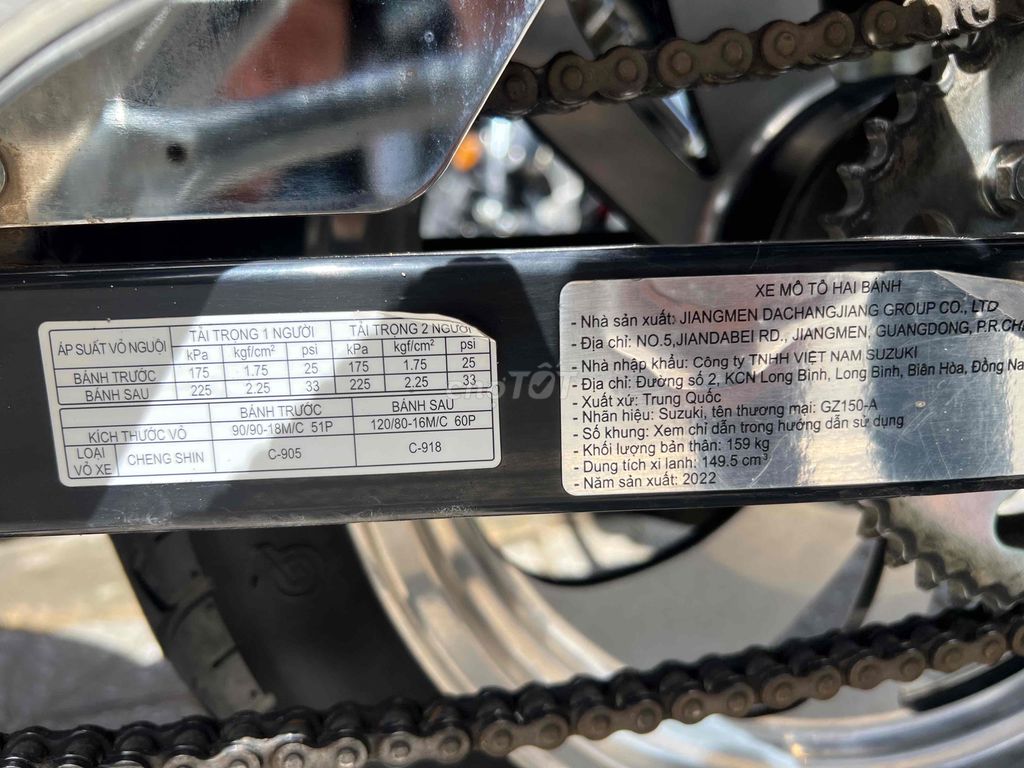 ÁP SUẤT VỎ NGUỘI TẢI TRỌNG 1 NGƯỜI TẢI TRỌNG 2 NGƯỜI
kPa kgf/cm² psi kPa kgf/cm² psi
BÁNH TRƯỚC 175 1.75 25 175 1.75 25
BÁNH SAU 225 2.25 33 225 2.25 33
BÁNH TRƯỚC BÁNH SAU
KÍCH THƯỚC VỎ 90/90-18M/C 51P 120/80-16M/C 60P
LOẠI VỎ XE CHENG SHIN C-905 C-918
XE MÔ TÔ HAI BÁNH
- Nhà sản xuất: JIANGMEN DACHANGJIANG GROUP CO., LTD
- Địa chỉ: NO.5,JIANDABEI RD., JIANGMEN, GUANGDONG, P.R.
- Nhà nhập khẩu: Công ty TNHH VIỆT NAM SUZUKI
- Địa chỉ: Đường số 2, KCN Long Bình, Long Bình, Biên Hòa, Đồng
- Xuất xứ: Trung Quốc
- Nhãn hiệu: Suzuki, tên thương mại: GZ150-A
- Số khung: Xem chỉ dẫn trong hướng dẫn sử dụng
- Khối lượng bản thân: 159 kg
- Dung tích xi lanh: 149.5 cm³
- Năm sản xuất: 2022
chợTỐT